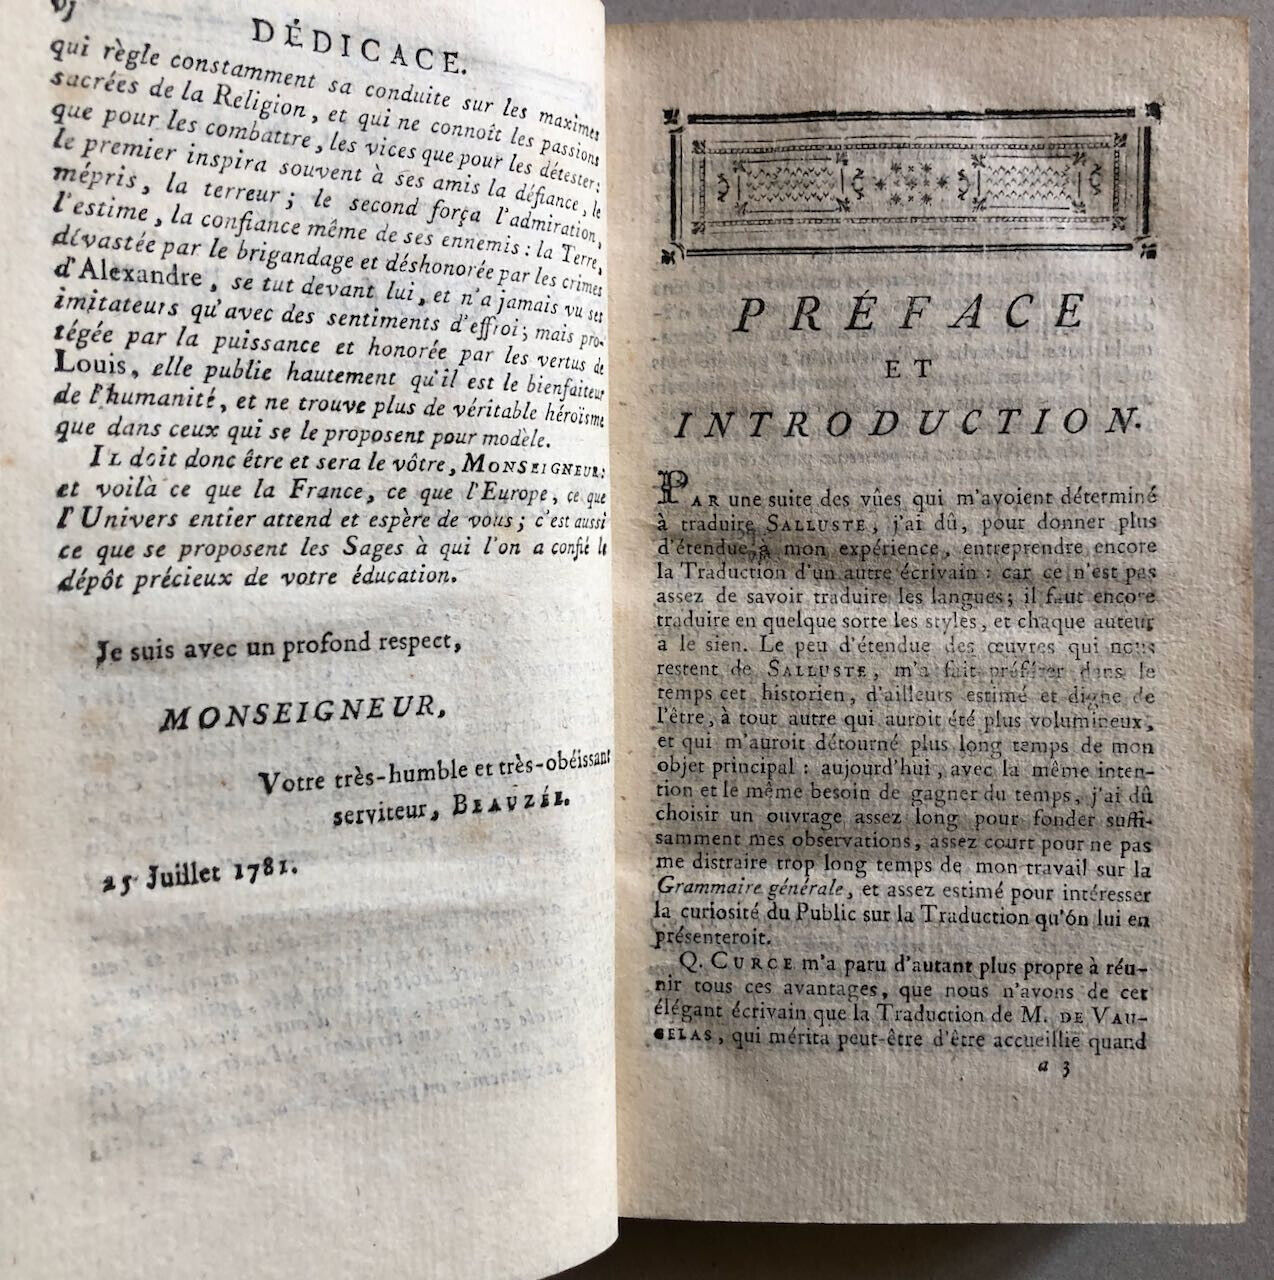 vj
DÉDICACE.
qui règle constamment sa conduite sur les maximes
sacrées de la Religion, et qui ne connoît les passions
que pour les combattre, les vices que pour les détester:
le premier inspira souvent à ses amis la défiance, le
mépris, la terreur; le second força l'admiration,
l'estime, la confiance même de ses ennemis : la Terre,
dévastée par le brigandage et déshonorée par les crimes
d'Alexandre, se tut devant lui, et n'a jamais vu ses
imitateurs qu'avec des sentiments d'effroi; mais pro-
tégée par la puissance et honorée par les vertus de
Louis, elle publie hautement qu'il est le bienfaiteur
de l'humanité, et ne trouve plus de véritable héroïsme
que dans ceux qui se le proposent pour modèle.
IL doit donc être et sera le vôtre, MONSEIGNEUR:
et voilà ce que la France, ce que l'Europe, ce que
l'Univers entier attend et espère de vous; c'est aussi
ce que se proposent les Sages à qui l'on a confié le
dépôt précieux de votre éducation.
Je suis avec un profond respect,
MONSEIGNEUR,
Votre très-humble et très-obéissant
serviteur, BEAUZÉE.
25 Juillet 1781.
PRÉFACE
ET
INTRODUCTION.
PAR une suite des vûes qui m'avoient déterminé
à traduire SALLUSTE, j'ai dû, pour donner plus
d'étendue à mon expérience, entreprendre encore
la Traduction d'un autre écrivain : car ce n'est pas
assez de savoir traduire les langues; il faut encore
traduire en quelque sorte les styles, et chaque auteur
a le sien. Le peu d'étendue des œuvres qui nous
restent de SALLUSTE, m'a fait préférer dans le
temps cet historien, d'ailleurs estimé et digne de
l'être, à tout autre qui auroit été plus volumineux,
et qui m'auroit détourné plus long temps de mon
objet principal : aujourd'hui, avec la même inten-
tion et le même besoin de gagner du temps, j'ai dû
choisir un ouvrage assez long pour fonder suffi-
samment mes observations, assez court pour ne pas
me distraire trop long temps de mon travail sur la
Grammaire générale, et assez estimé pour intéresser
la curiosité du Public sur la Traduction qu'ón lui en
présenteroit.
Q. CURCE m'a paru d'autant plus propre à réu-
nir tous ces avantages, que nous n'avons de cet
élégant écrivain que la Traduction de M. DE VAU-
GELAS, qui mérita peut-être d'être accueillie quand
a 3